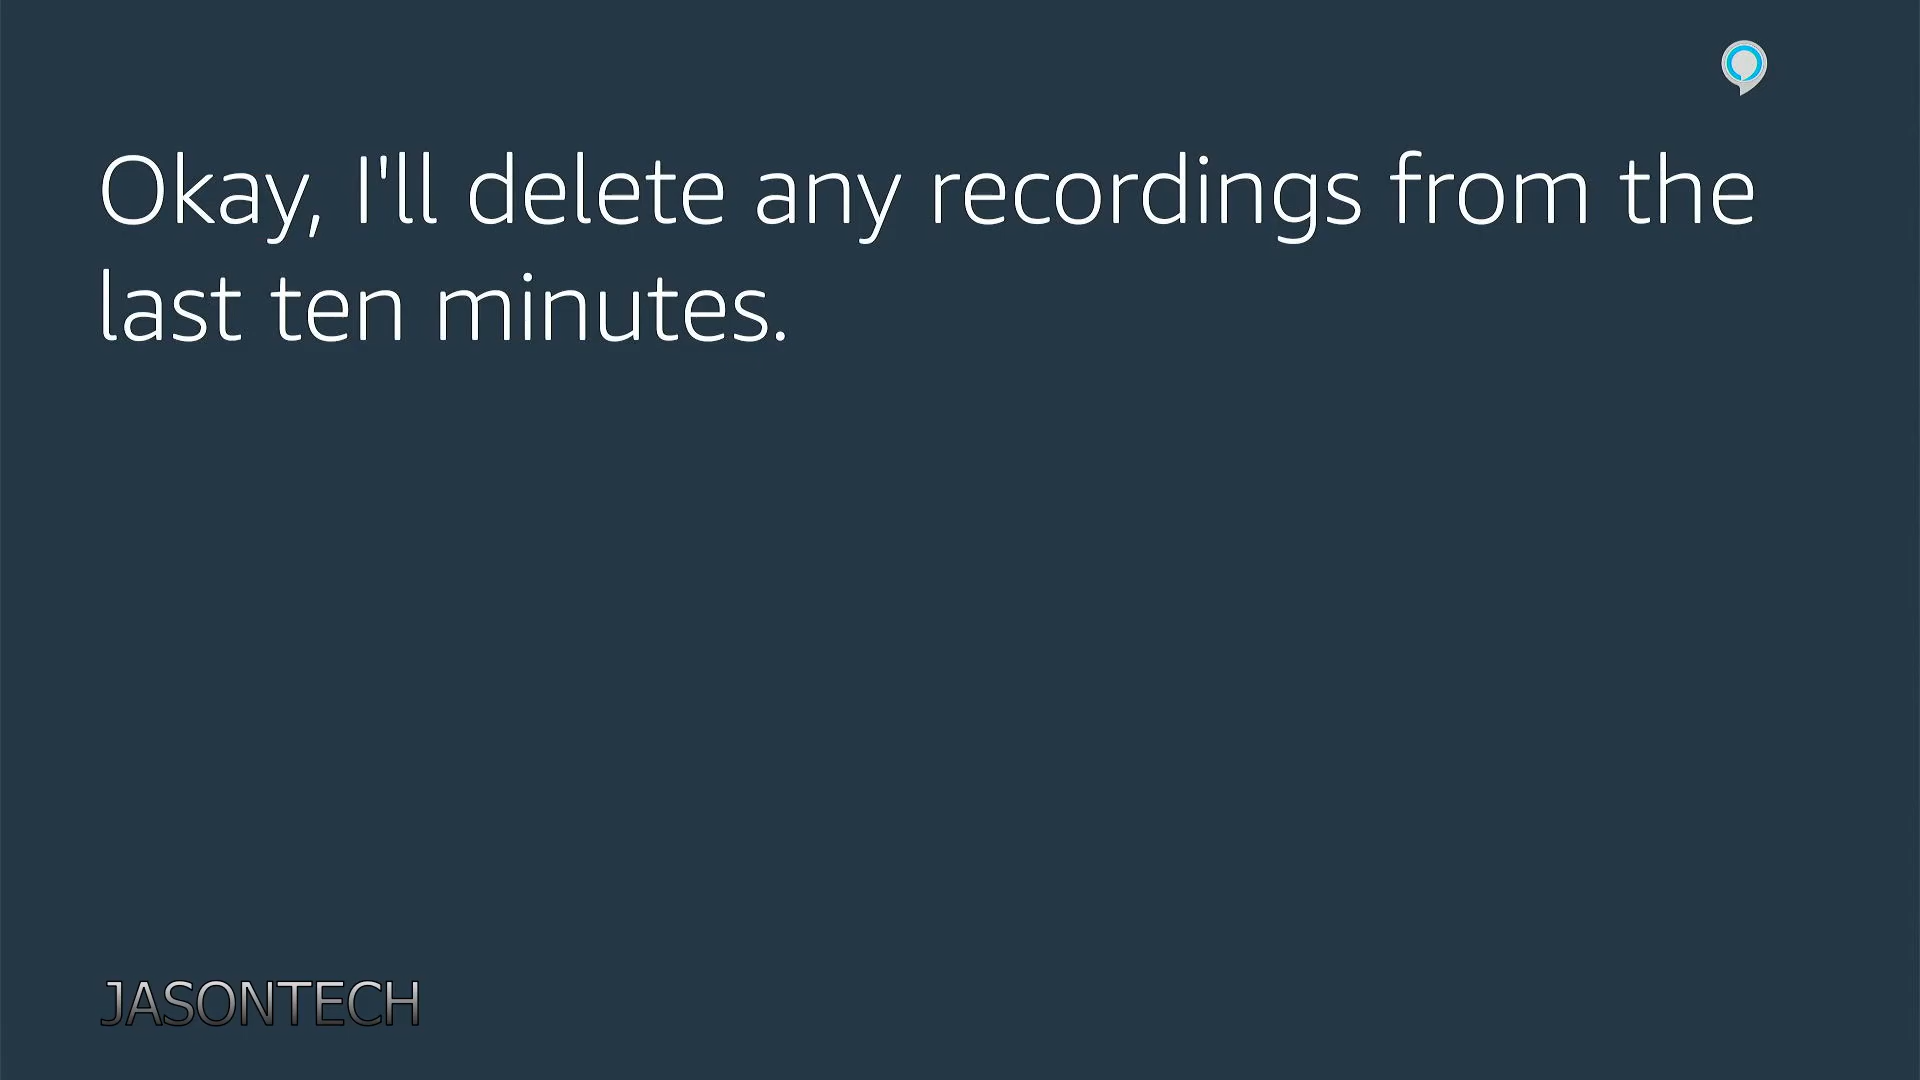 Okay, I'll delete any recordings from the
last ten minutes.
JASONTECH